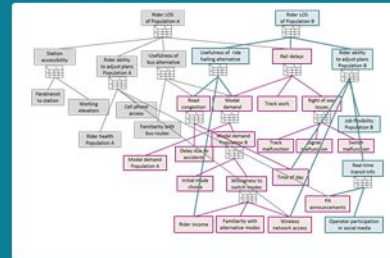 Rider LOS
of Population A
Rider LOS
of Population B
Station
accessibility
Rider ability
to adjust plans
Population A
Usefulness of
bus alternative
Usefulness of ride
hailing alternative
Rail delays
Rider ability
to adjust plans
Population B
Paratransit
to station
Working
elevators
Cell phone
access
Road
congestion
Modal
demand
Track work
Right of way
issues
Rider health
Population A
Familiarity with
bus routes
Job flexibility
Population B
Modal demand
Population A
Delay due to
accident
Modal demand
Population B
Track
malfunction
Signal
malfunction
Switch
malfunction
Real-time
transit info
Initial mode
choice
Willingness to
switch modes
Time of day
PA
announcements
Rider income
Familiarity with
alternative modes
Wireless
network access
Operator participation
in social media